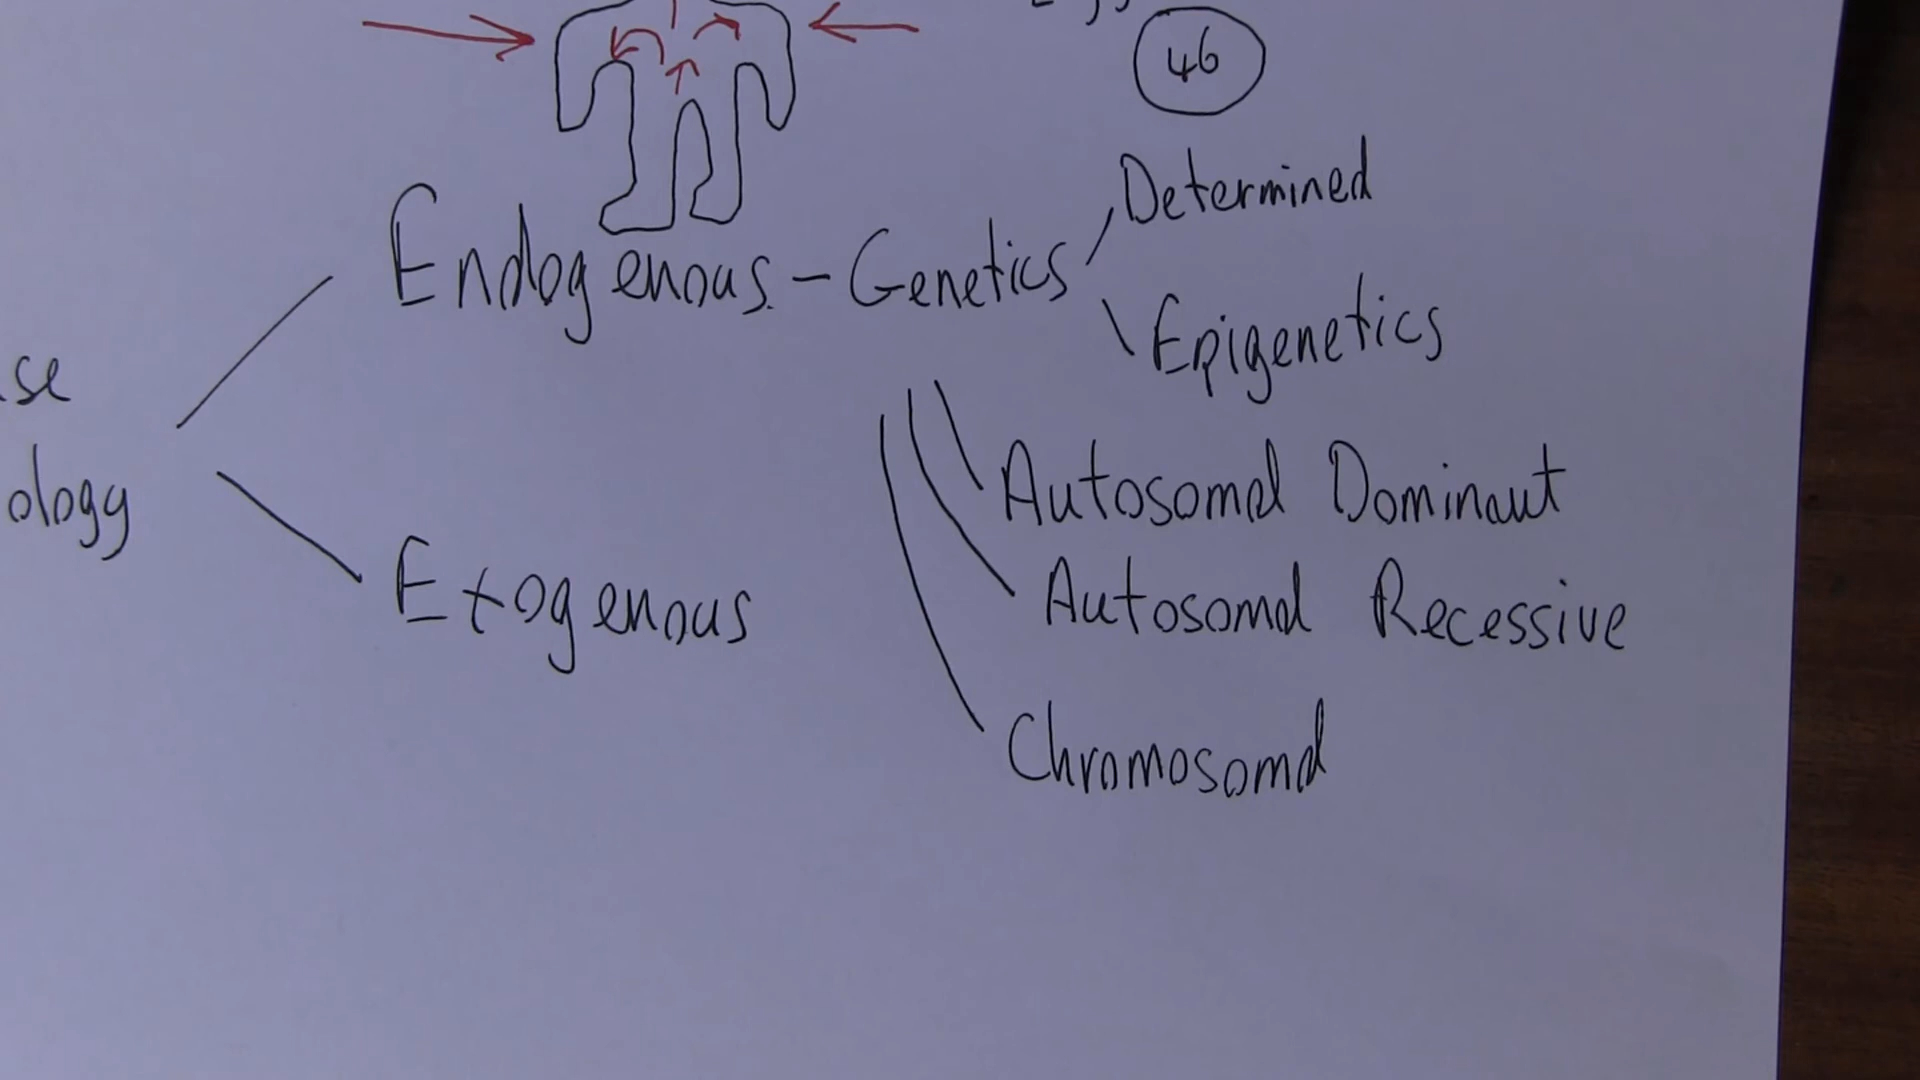 46
Determined
Endogenous - Genetics
Epigenetics
se
ology
Autosomal Dominant
Autosomal Recessive
Exogenous
Chromosomal